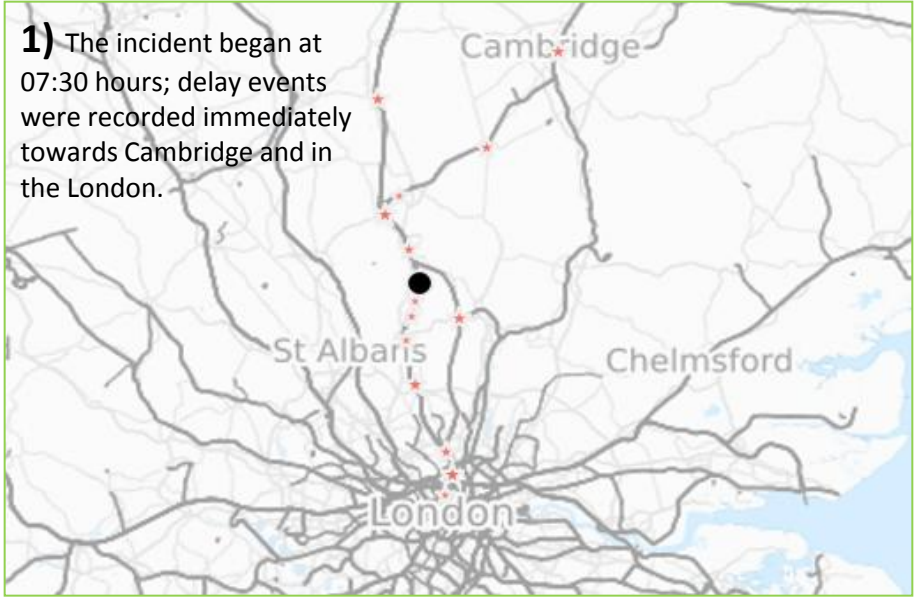 1) The incident began at
07:30 hours; delay events
were recorded immediately
towards Cambridge and in
the London.
Cambridge
St Albans
Chelmsford
London